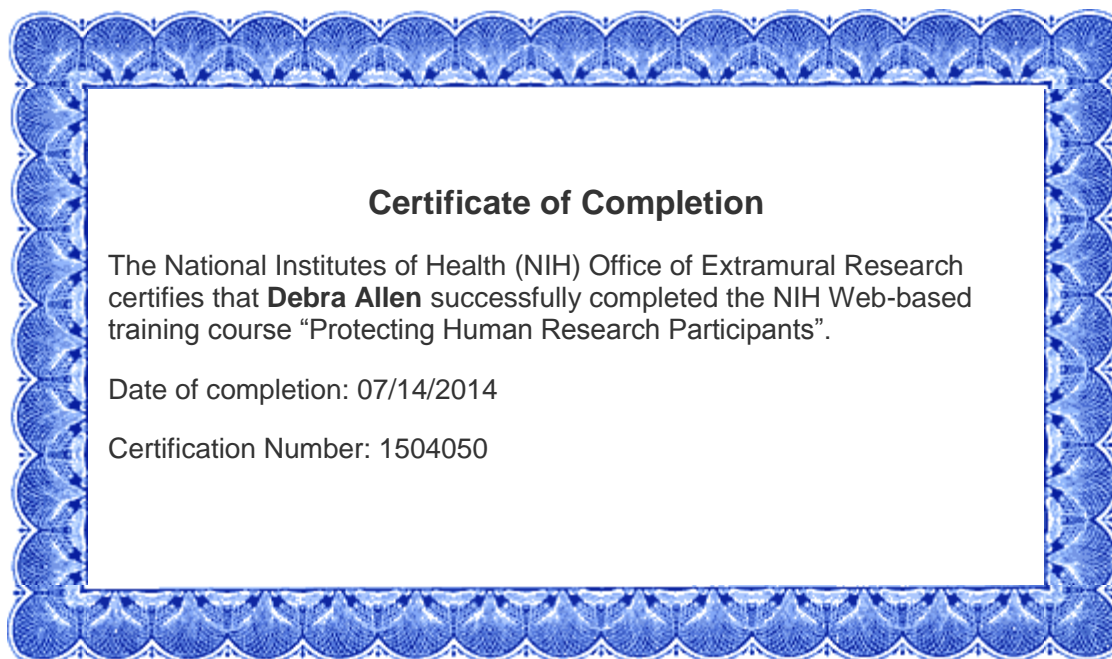 Certificate of Completion
The National Institutes of Health (NIH) Office of Extramural Research
certifies that Debra Allen successfully completed the NIH Web-based
training course “Protecting Human Research Participants”.
Date of completion: 07/14/2014
Certification Number: 1504050